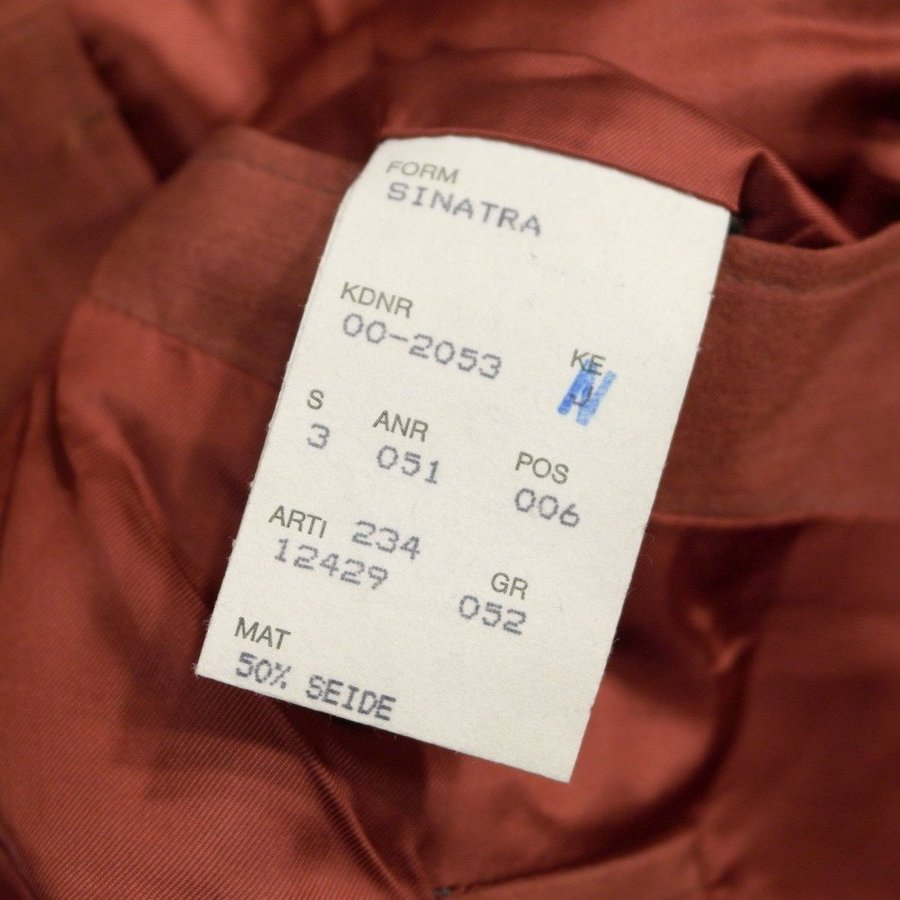 FORM
SINATRA
KDNR
00-2053
KE
S
ANR
3
051
POS
006
ARTI 234
12429
GR
052
MAT
50% SEIDE